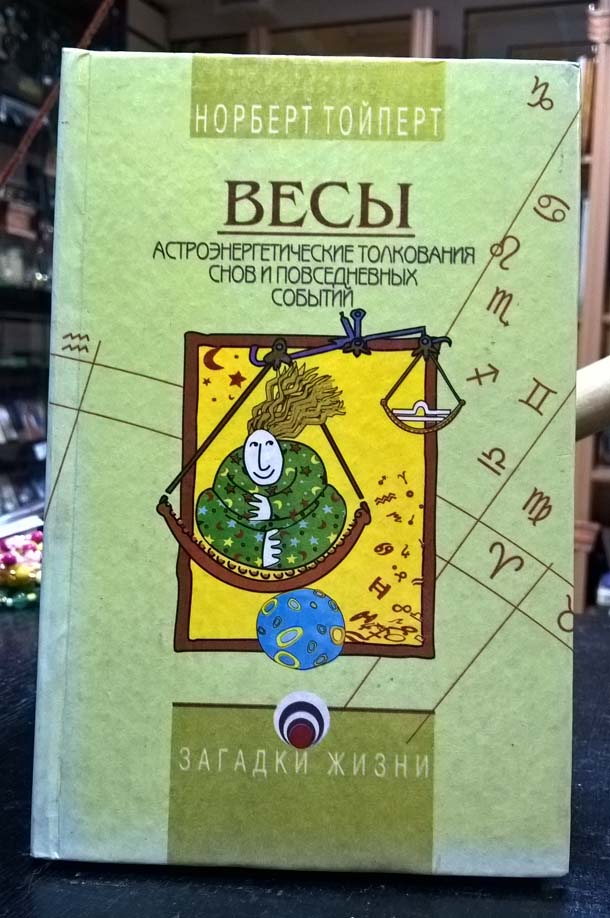 НОРБЕРТ ТОЙПЕРТ
ВЕСЫ
АСТРОЭНЕРГЕТИЧЕСКИЕ ТОЛКОВАНИЯ
СНОВ И ПОВСЕДНЕВНЫХ
СОБЫТИЙ
ЗАГАДКИ ЖИЗНИ